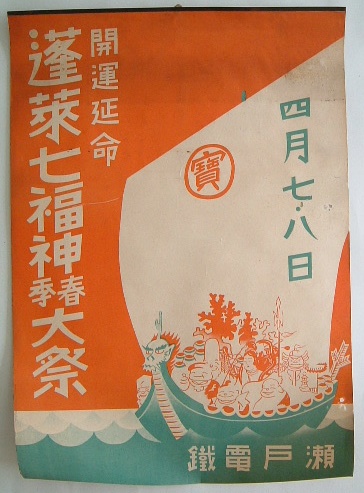 開運延命
蓬萊七福神春季大祭
四月七・八日
寶
瀬戸電鐵